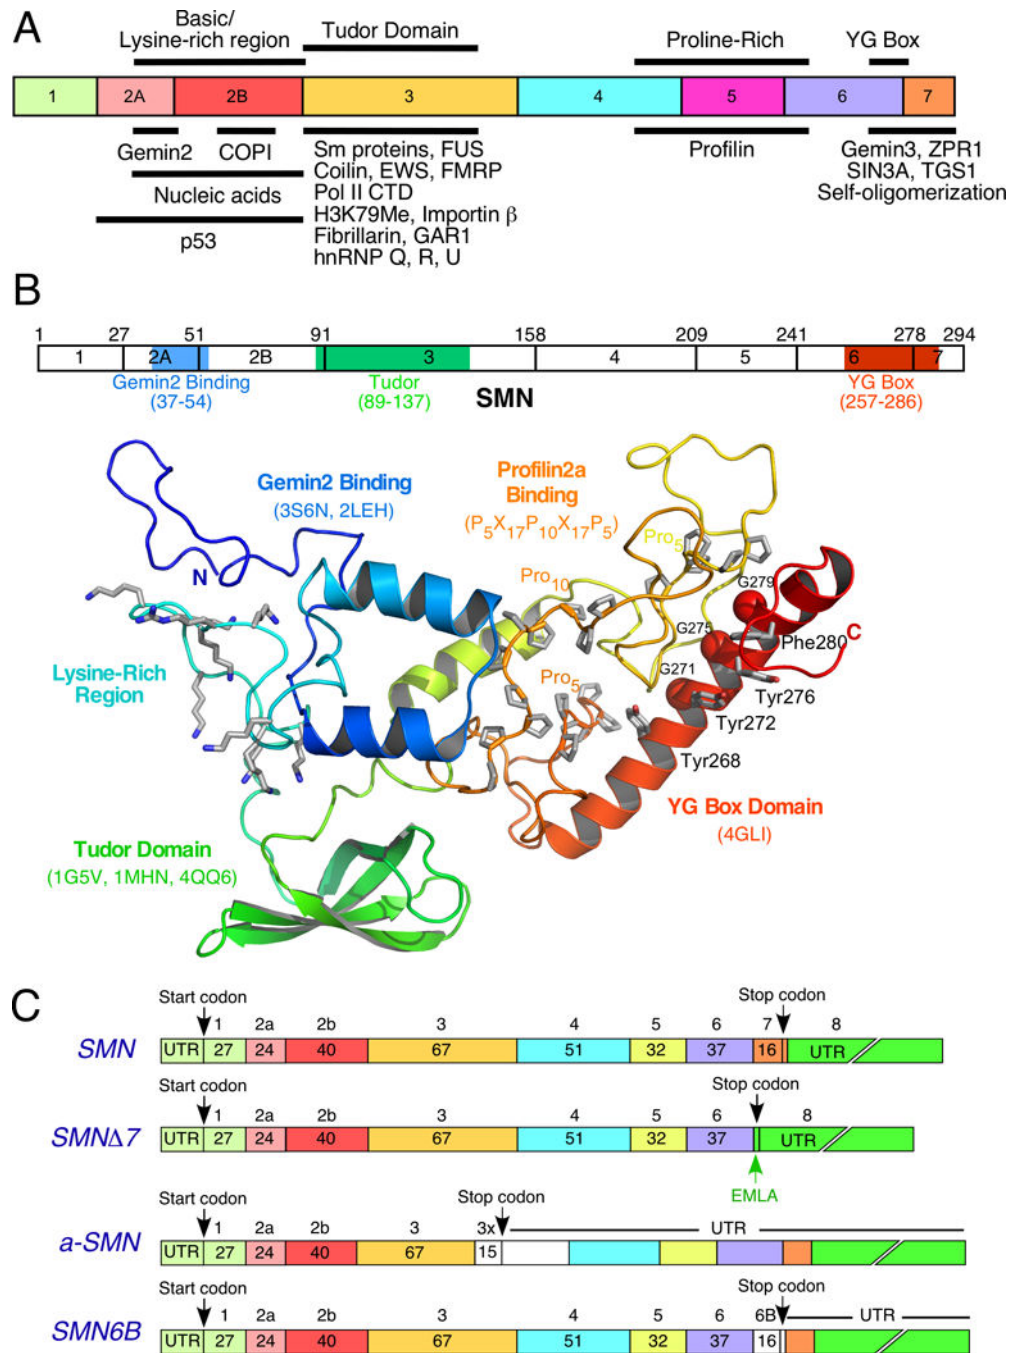 A
Basic/
Lysine-rich region
Tudor Domain
Proline-Rich
YG Box
1 2A 2B 3 4 5 6 7
Gemin2 COPI
Nucleic acids
p53
Sm proteins, FUS
Coilin, EWS, FMRP
Pol II CTD
H3K79Me, Importin β
Fibrillarin, GAR1
hnRNP Q, R, U
Profilin
Gemin3, ZPR1
SIN3A, TGS1
Self-oligomerization
B
1 27 51 91 158 209 241 278 294
1 2A 2B 3 4 5 6 7
Gemin2 Binding
(37-54)
Tudor
(89-137)
SMN
YG Box
(257-286)
Gemin2 Binding
(3S6N, 2LEH)
Profilin2a
Binding
(P5X17P10X17P5)
N
Lysine-Rich
Region
Pro5
Pro10
Pro5
G279
G275
G271
Phe280
C
Tyr276
Tyr272
Tyr268
YG Box Domain
(4GLI)
Tudor Domain
(1G5V, 1MHN, 4QQ6)
C
Start codon Stop codon
1 2a 2b 3 4 5 6 7 8
SMN UTR 27 24 40 67 51 32 37 16 UTR
Start codon Stop codon
1 2a 2b 3 4 5 6 8
SMNΔ7 UTR 27 24 40 67 51 32 37 UTR
EMLA
Start codon Stop codon
1 2a 2b 3 3x UTR
a-SMN UTR 27 24 40 67 15
Start codon Stop codon
1 2a 2b 3 4 5 6 6B UTR
SMN6B UTR 27 24 40 67 51 32 37 16